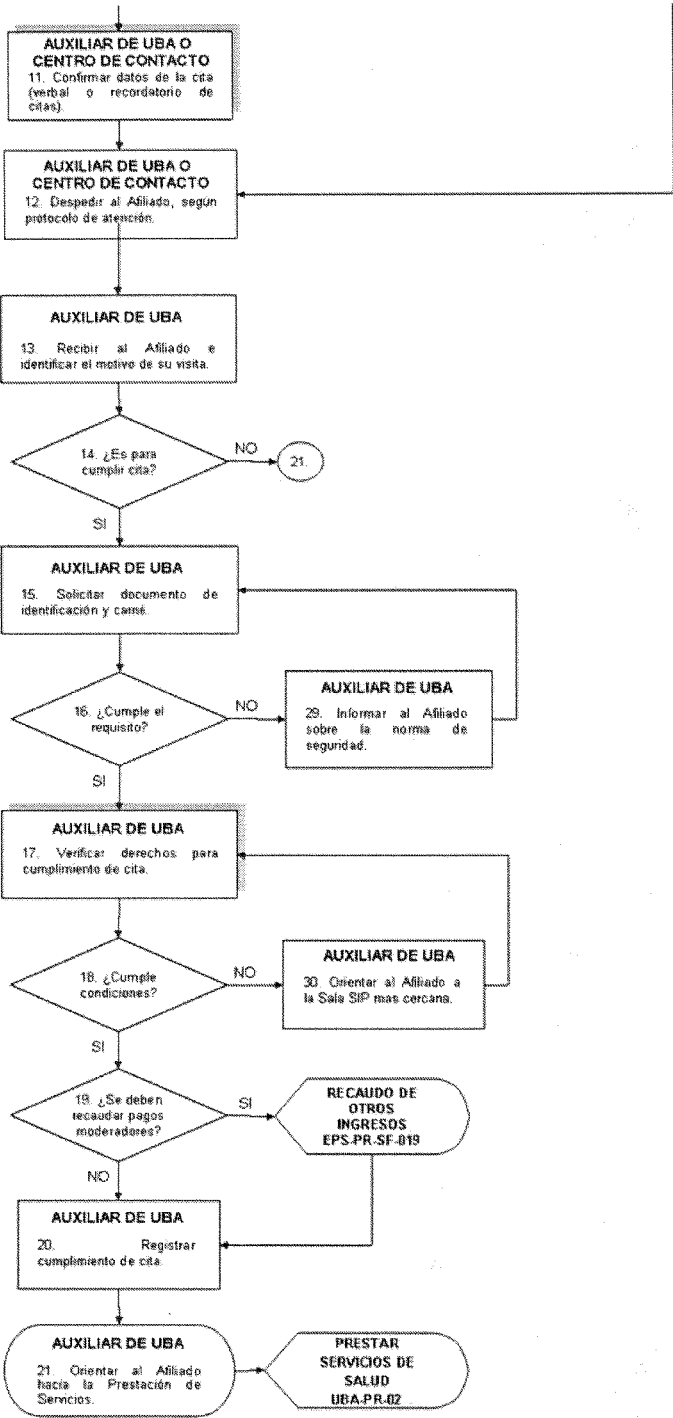 AUXILIAR DE UBA O
CENTRO DE CONTACTO
11. Confirmar datos de la cita
(verbal o recordatorio de
citas).
AUXILIAR DE UBA O
CENTRO DE CONTACTO
12. Despedir al Afiliado, según
protocolo de atención.
AUXILIAR DE UBA
13. Recibir al Afiliado e
identificar el motivo de su visita.
14. ¿Es para
cumplir cita?
NO
21.
SI
AUXILIAR DE UBA
15. Solicitar documento de
identificación y carné.
16. ¿Cumple el
requisito?
NO
AUXILIAR DE UBA
29. Informar al Afiliado
sobre la norma de
seguridad.
SI
AUXILIAR DE UBA
17. Verificar derechos para
cumplimiento de cita.
18. ¿Cumple
condiciones?
NO
AUXILIAR DE UBA
30. Orientar al Afiliado a
la Sala SIP mas cercana.
SI
19. ¿Se deben
recaudar pagos
moderadores?
SI
RECAUDO DE
OTROS
INGRESOS
EPS-PR-SF-019
NO
AUXILIAR DE UBA
20. Registrar
cumplimiento de cita.
AUXILIAR DE UBA
21. Orientar al Afiliado
hacia la Prestación de
Servicios.
PRESTAR
SERVICIOS DE
SALUD
UBA-PR-02